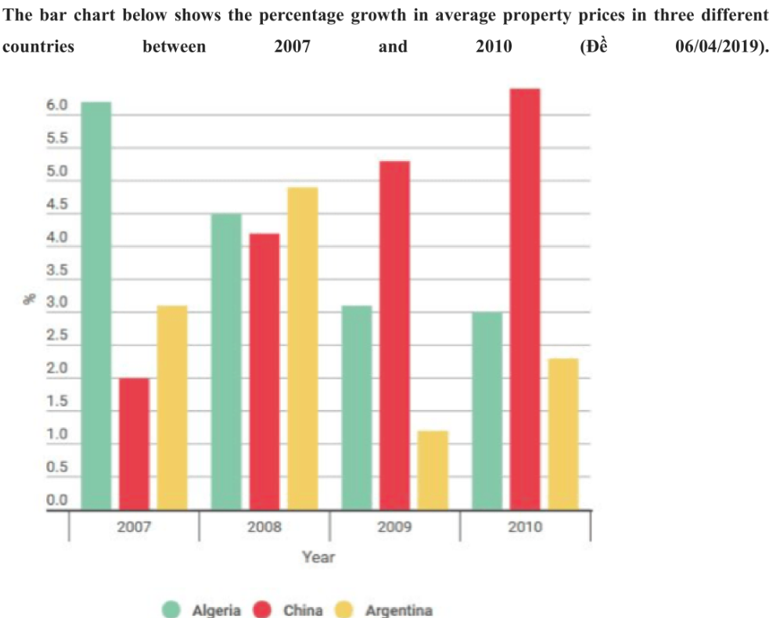 The bar chart below shows the percentage growth in average property prices in three different
countries between 2007 and 2010 (Đề 06/04/2019).
6.0
5.5
5.0
4.5
4.0
3.5
3.0
2.5
2.0
1.5
1.0
0.5
0.0
%
2007 2008 2009 2010
Year
Algeria China Argentina